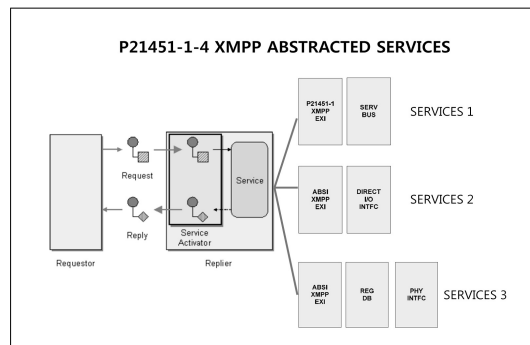 P21451-1-4 XMPP ABSTRACTED SERVICES
P21451-1
XMPP
EXI
SERV
BUS
SERVICES 1
Request
Service
ABSI
XMPP
EXI
DIRECT
I/O
INTFC
SERVICES 2
Reply
Service
Activator
Requestor
Replier
ABSI
XMPP
EXI
REG
DB
PHY
INTFC
SERVICES 3